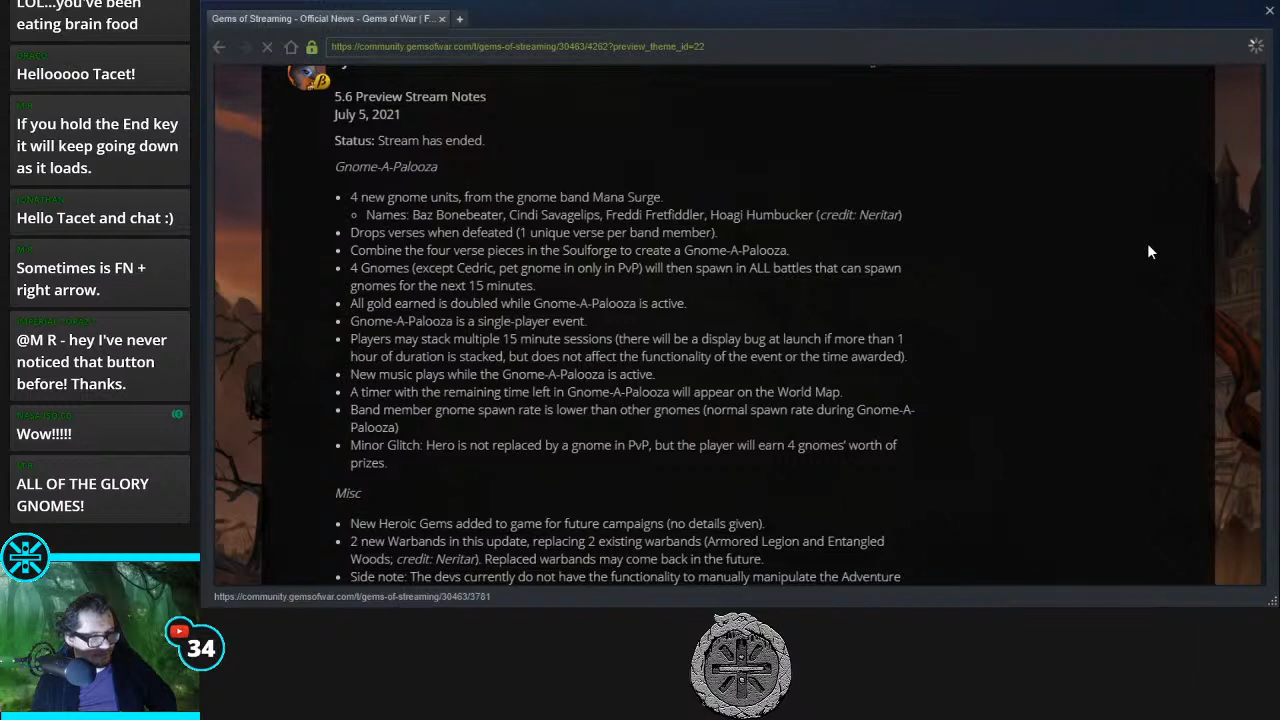 LOL...you've been
eating brain food
DRACO
Hellooooo Tacet!
M R
If you hold the End key
it will keep going down
as it loads.
JONATHAN
Hello Tacet and chat :)
M R
Sometimes is FN +
right arrow.
@M R - hey I've never
noticed that button
before! Thanks.
Wow!!!!!
M R
ALL OF THE GLORY
GNOMES!
34
Gems of Streaming - Official News - Gems of War | F...
https://community.gemsofwar.com/t/gems-of-streaming/30463/4262?preview_theme_id=22
5.6 Preview Stream Notes
July 5, 2021
Status: Stream has ended.
Gnome-A-Palooza
• 4 new gnome units, from the gnome band Mana Surge.
Names: Baz Bonebeater, Cindi Savagelips, Freddi Fretfiddler, Hoagi Humbucker (credit: Neritar)
• Drops verses when defeated (1 unique verse per band member).
• Combine the four verse pieces in the Soulforge to create a Gnome-A-Palooza.
• 4 Gnomes (except Cedric, pet gnome in only in PvP) will then spawn in ALL battles that can spawn
gnomes for the next 15 minutes.
• All gold earned is doubled while Gnome-A-Palooza is active.
• Gnome-A-Palooza is a single-player event.
• Players may stack multiple 15 minute sessions (there will be a display bug at launch if more than 1
hour of duration is stacked, but does not affect the functionality of the event or the time awarded).
• New music plays while the Gnome-A-Palooza is active.
• A timer with the remaining time left in Gnome-A-Palooza will appear on the World Map.
• Band member gnome spawn rate is lower than other gnomes (normal spawn rate during Gnome-A-
Palooza)
• Minor Glitch: Hero is not replaced by a gnome in PvP, but the player will earn 4 gnomes' worth of
prizes.
Misc
• New Heroic Gems added to game for future campaigns (no details given).
• 2 new Warbands in this update, replacing 2 existing warbands (Armored Legion and Entangled
Woods; credit: Neritar). Replaced warbands may come back in the future.
• Side note: The devs currently do not have the functionality to manually manipulate the Adventure
https://community.gemsofwar.com/t/gems-of-streaming/30463/3781